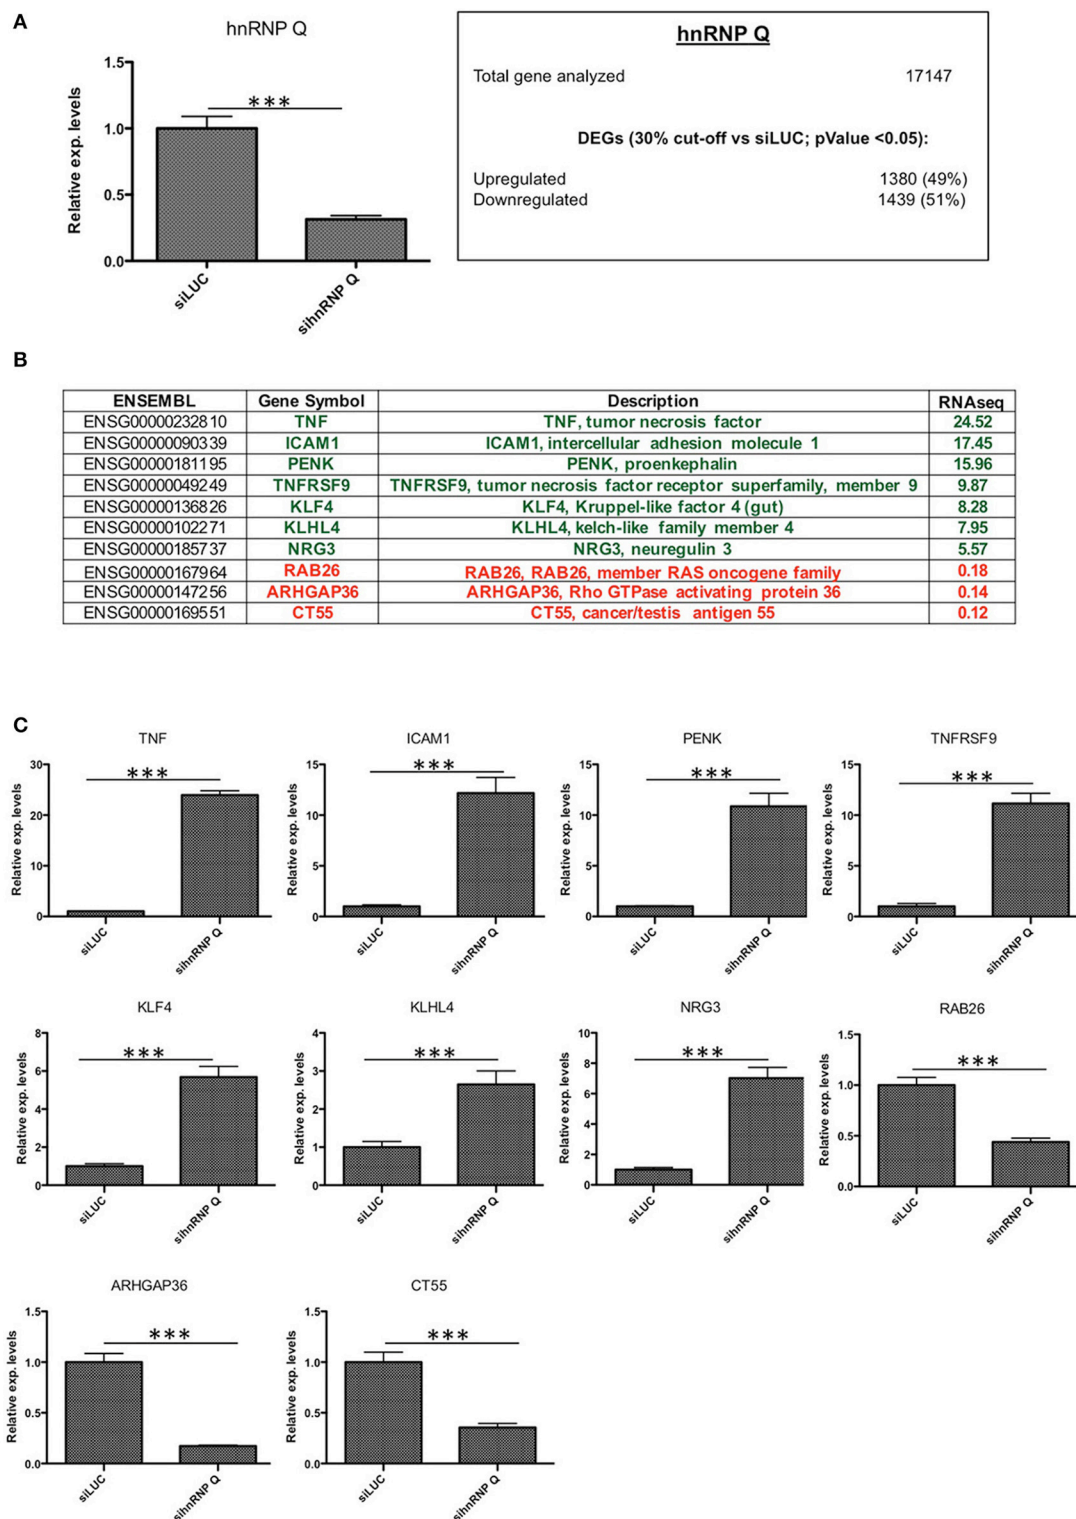 A
hnRNP Q
Relative exp. levels
1.0
0.5
0.0
***
siLUC
sihnRNP Q
hnRNP Q
Total gene analyzed 17147
DEGs (30% cut-off vs siLUC; pValue <0.05):
Upregulated 1380 (49%)
Downregulated 1439 (51%)
B
ENSEMBL Gene Symbol Description RNAseq
ENSG00000232810 TNF TNF, tumor necrosis factor 24.52
ENSG00000090339 ICAM1 ICAM1, intercellular adhesion molecule 1 17.45
ENSG00000181195 PENK PENK, proenkephalin 15.96
ENSG00000049249 TNFRSF9 TNFRSF9, tumor necrosis factor receptor superfamily, member 9 9.87
ENSG00000136826 KLF4 KLF4, Kruppel-like factor 4 (gut) 8.28
ENSG00000102271 KLHL4 KLHL4, kelch-like family member 4 7.95
ENSG00000185737 NRG3 NRG3, neuregulin 3 5.57
ENSG00000167964 RAB26 RAB26, RAB26, member RAS oncogene family 0.18
ENSG00000147256 ARHGAP36 ARHGAP36, Rho GTPase activating protein 36 0.14
ENSG00000169551 CT55 CT55, cancer/testis antigen 55 0.12
C
TNF
Relative exp. levels
30
20
10
0
***
siLUC
sihnRNP Q
ICAM1
Relative exp. levels
15
10
5
0
***
siLUC
sihnRNP Q
PENK
Relative exp. levels
15
10
5
0
***
siLUC
sihnRNP Q
TNFRSF9
Relative exp. levels
15
10
5
0
***
siLUC
sihnRNP Q
KLF4
Relative exp. levels
8
6
4
2
0
***
siLUC
sihnRNP Q
KLHL4
Relative exp. levels
4
3
2
1
0
***
siLUC
sihnRNP Q
NRG3
Relative exp. levels
10
8
6
4
2
0
***
siLUC
sihnRNP Q
RAB26
Relative exp. levels
1.5
1.0
0.5
0.0
***
siLUC
sihnRNP Q
ARHGAP36
Relative exp. levels
1.5
1.0
0.5
0.0
***
siLUC
sihnRNP Q
CT55
Relative exp. levels
1.5
1.0
0.5
0.0
***
siLUC
sihnRNP Q